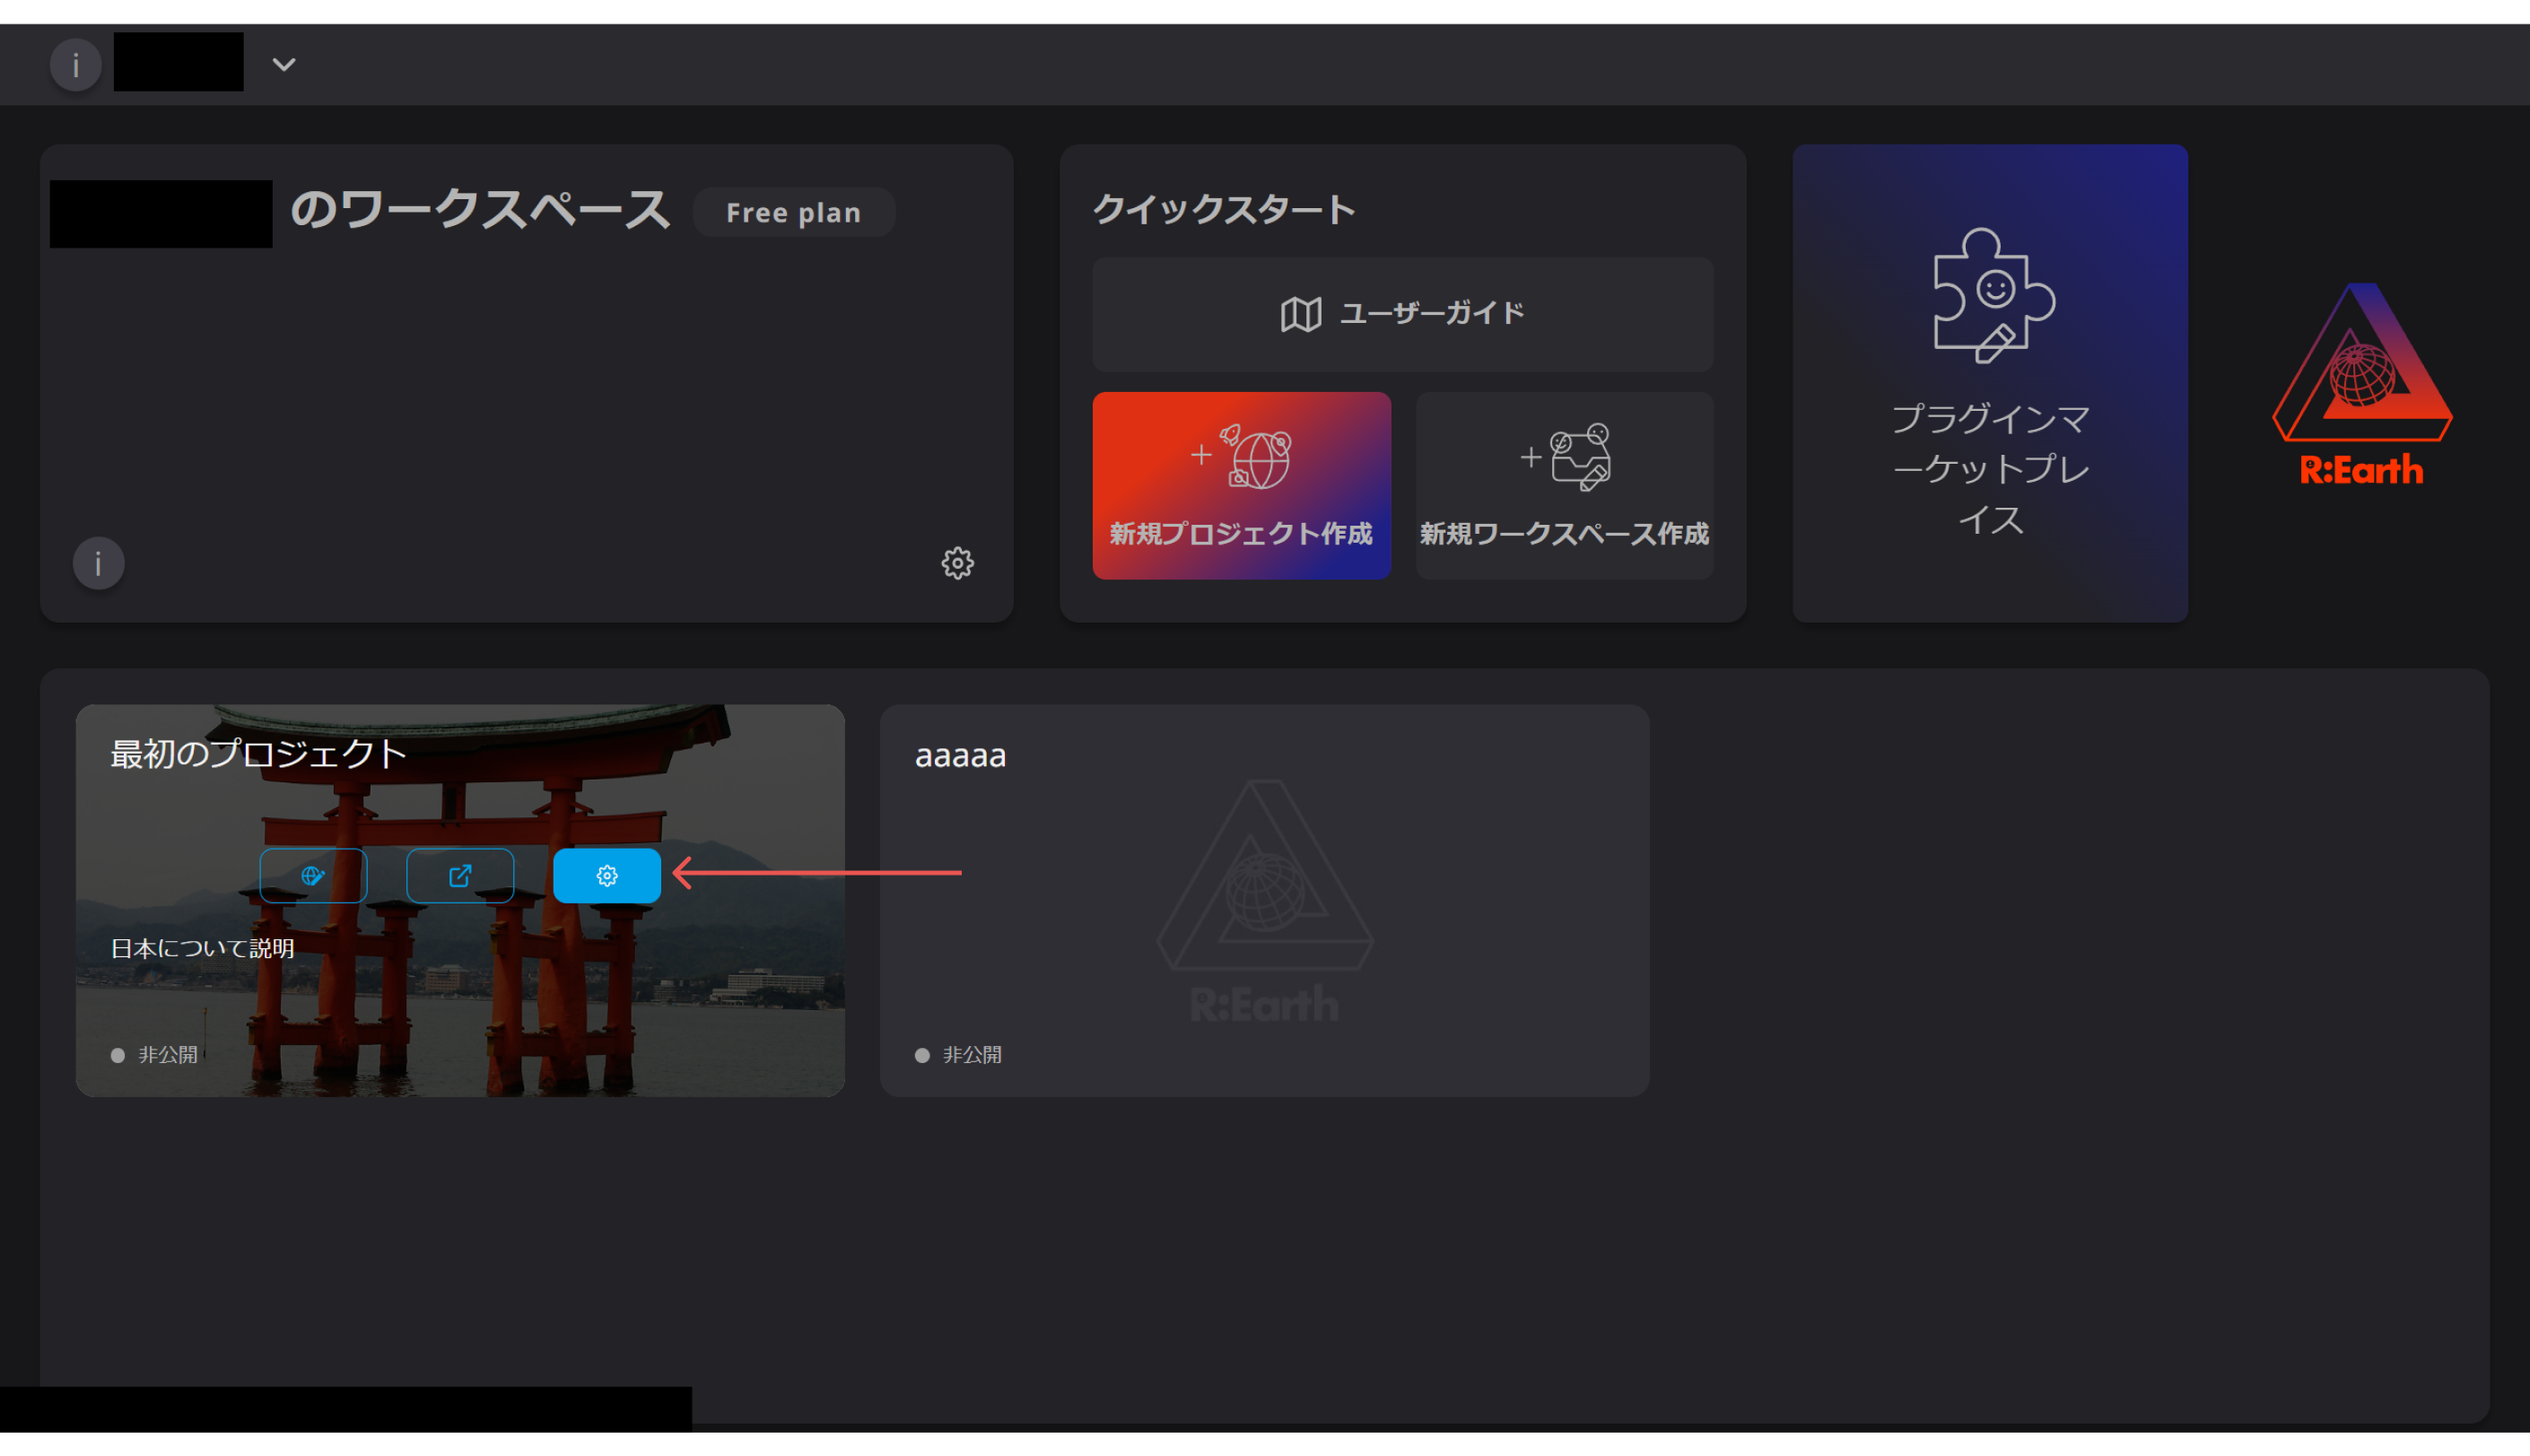 i
のワークスペース Free plan
i
クイックスタート
ユーザーガイド
新規プロジェクト作成
新規ワークスペース作成
プラグインマ
ーケットプレ
イス
R:Earth
最初のプロジェクト
日本について説明
非公開
aaaaa
R:Earth
非公開